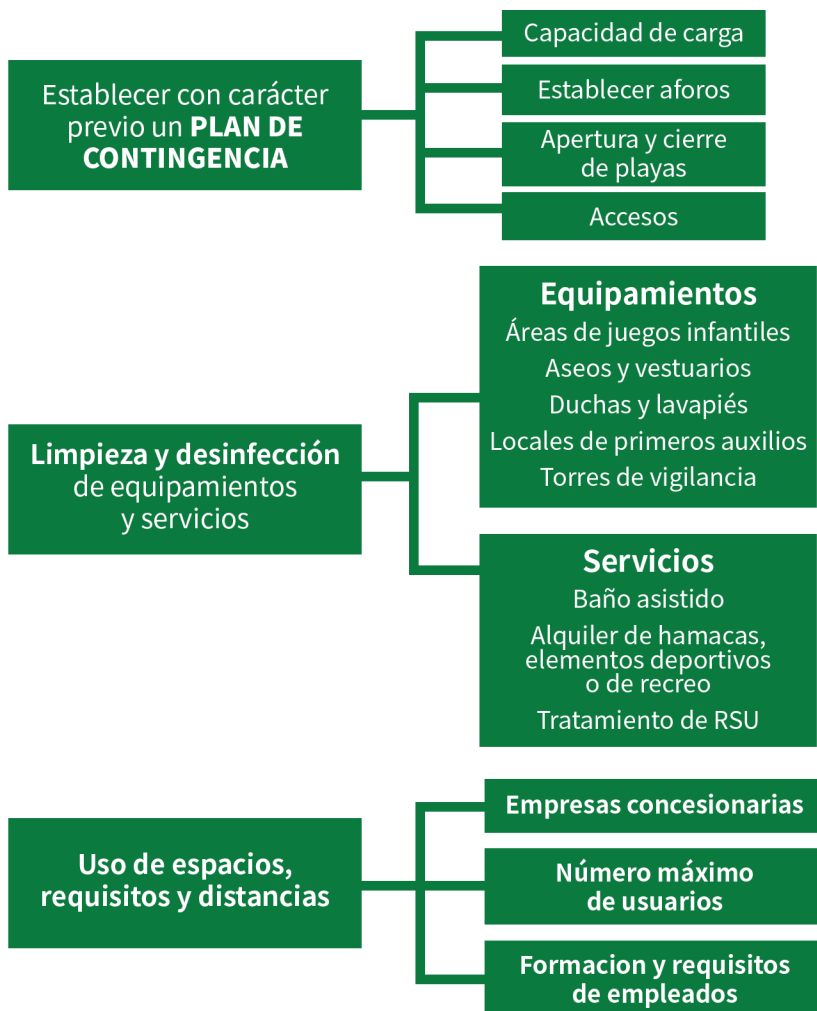 Establecer con carácter
previo un PLAN DE
CONTINGENCIA
Capacidad de carga
Establecer aforos
Apertura y cierre
de playas
Accesos
Limpieza y desinfección
de equipamientos
y servicios
Equipamientos
Áreas de juegos infantiles
Aseos y vestuarios
Duchas y lavapiés
Locales de primeros auxilios
Torres de vigilancia
Servicios
Baño asistido
Alquiler de hamacas,
elementos deportivos
o de recreo
Tratamiento de RSU
Uso de espacios,
requisitos y distancias
Empresas concesionarias
Número máximo
de usuarios
Formacion y requisitos
de empleados